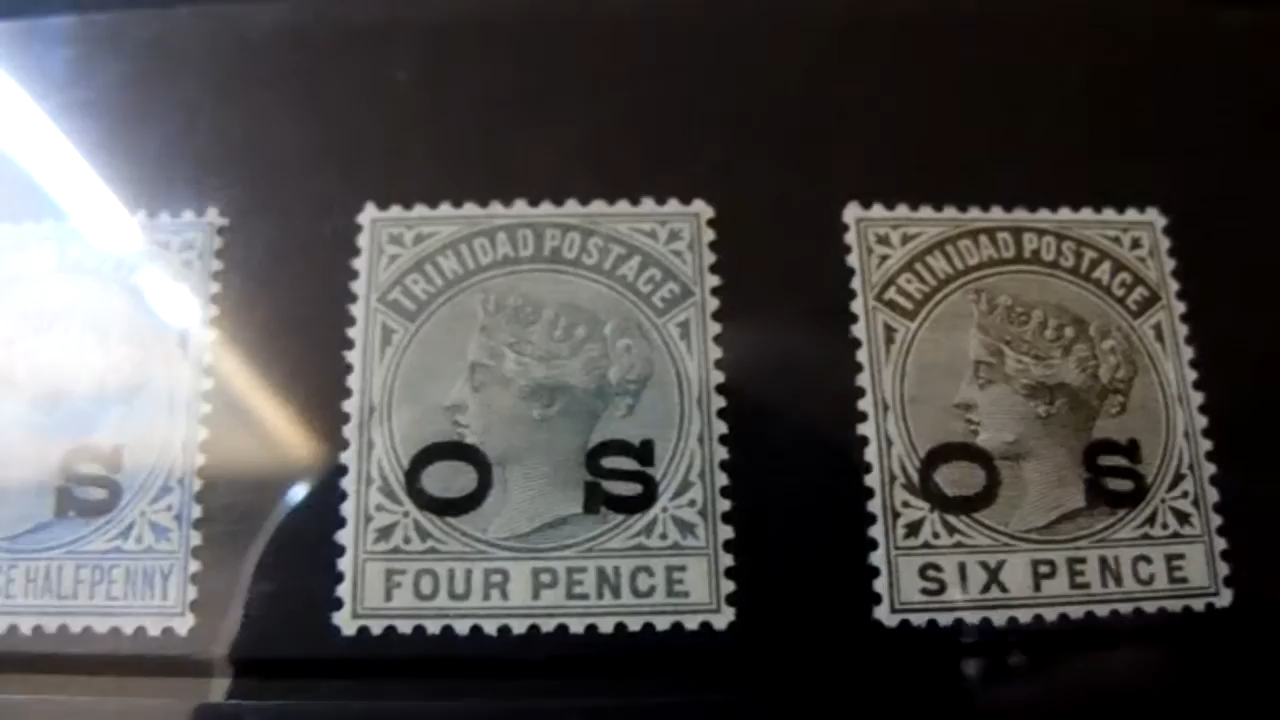 S
HALFPENNY
TRINIDAD POSTAGE
O S
FOUR PENCE
TRINIDAD POSTAGE
O S
SIX PENCE